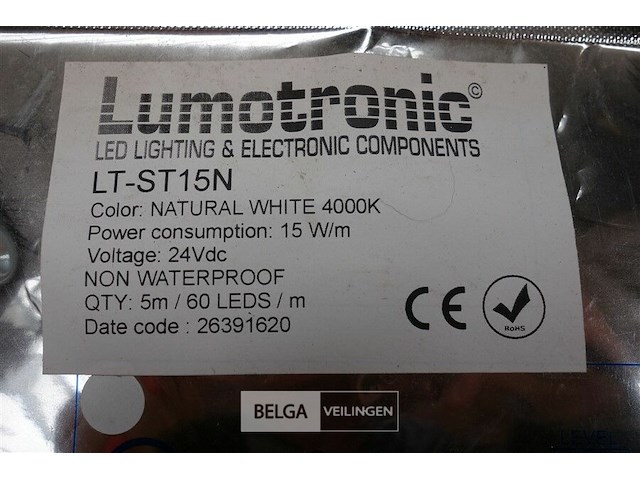 Lumotronic©
LED LIGHTING & ELECTRONIC COMPONENTS
LT-ST15N
Color: NATURAL WHITE 4000K
Power consumption: 15 W/m
Voltage: 24Vdc
NON WATERPROOF
QTY: 5m / 60 LEDS / m
Date code : 26391620
CE
RoHS
BELGA VEILINGEN